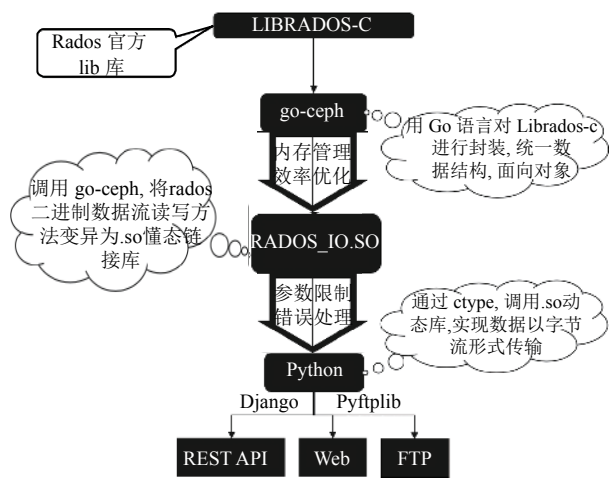 LIBRADOS-C
Rados 官方
lib 库
go-ceph
用 Go 语言对 Librados-c
进行封装, 统一数
据结构, 面向对象
内存管理
效率优化
调用 go-ceph, 将rados
二进制数据流读写方
法变异为.so懂态链
接库
RADOS_IO.SO
参数限制
错误处理
通过 ctype, 调用.so动
态库,实现数据以字节
流形式传输
Python
Django
Pyftplib
REST API
Web
FTP